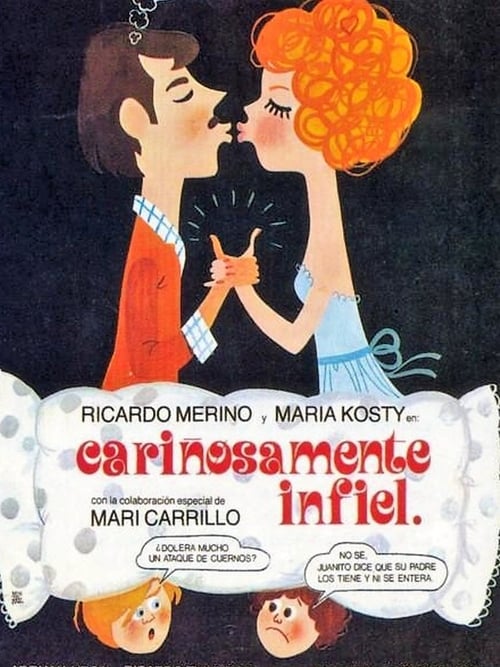 RICARDO MERINO y MARIA KOSTY en:
cariñosamente
con la colaboración especial de
infiel.
MARI CARRILLO
¿DOLERA MUCHO
UN ATAQUE DE CUERNOS?
NO SE,
JUANITO DICE QUE SU PADRE
LOS TIENE Y NI SE ENTERA.